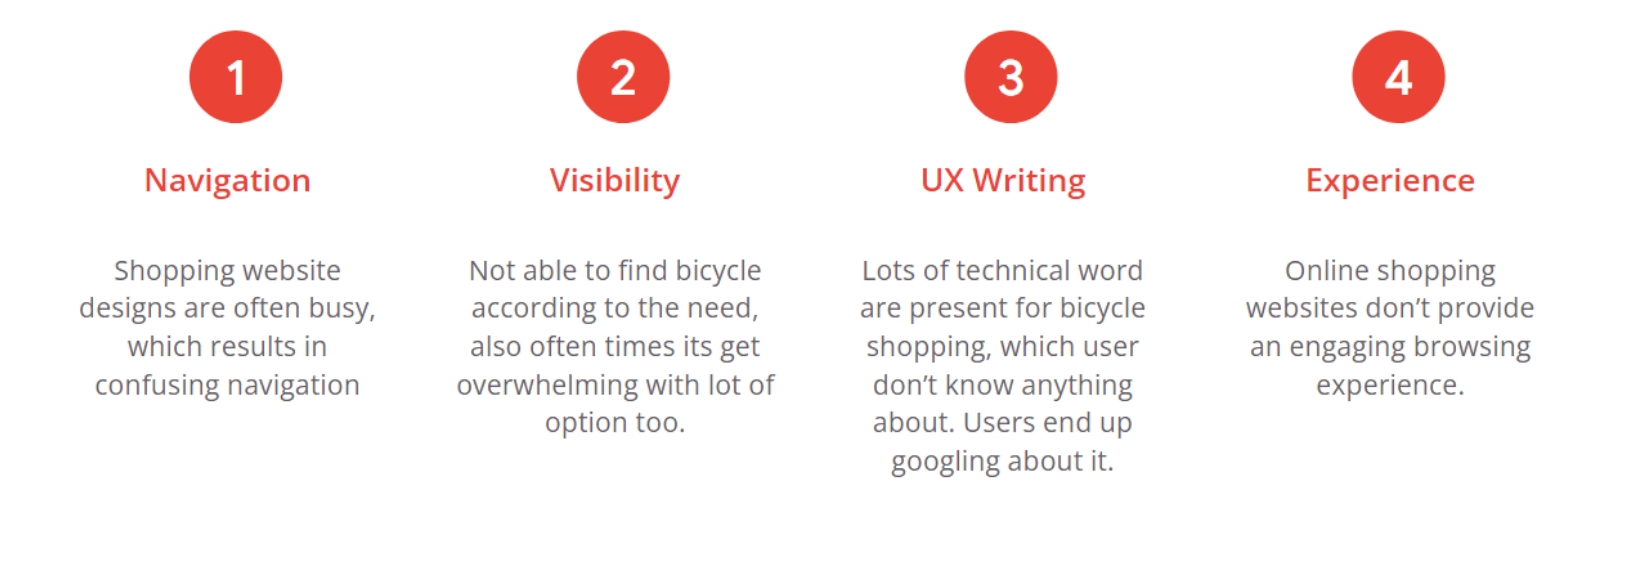 1
Navigation
Shopping website
designs are often busy,
which results in
confusing navigation
2
Visibility
Not able to find bicycle
according to the need,
also often times its get
overwhelming with lot of
option too.
3
UX Writing
Lots of technical word
are present for bicycle
shopping, which user
don’t know anything
about. Users end up
googling about it.
4
Experience
Online shopping
websites don’t provide
an engaging browsing
experience.